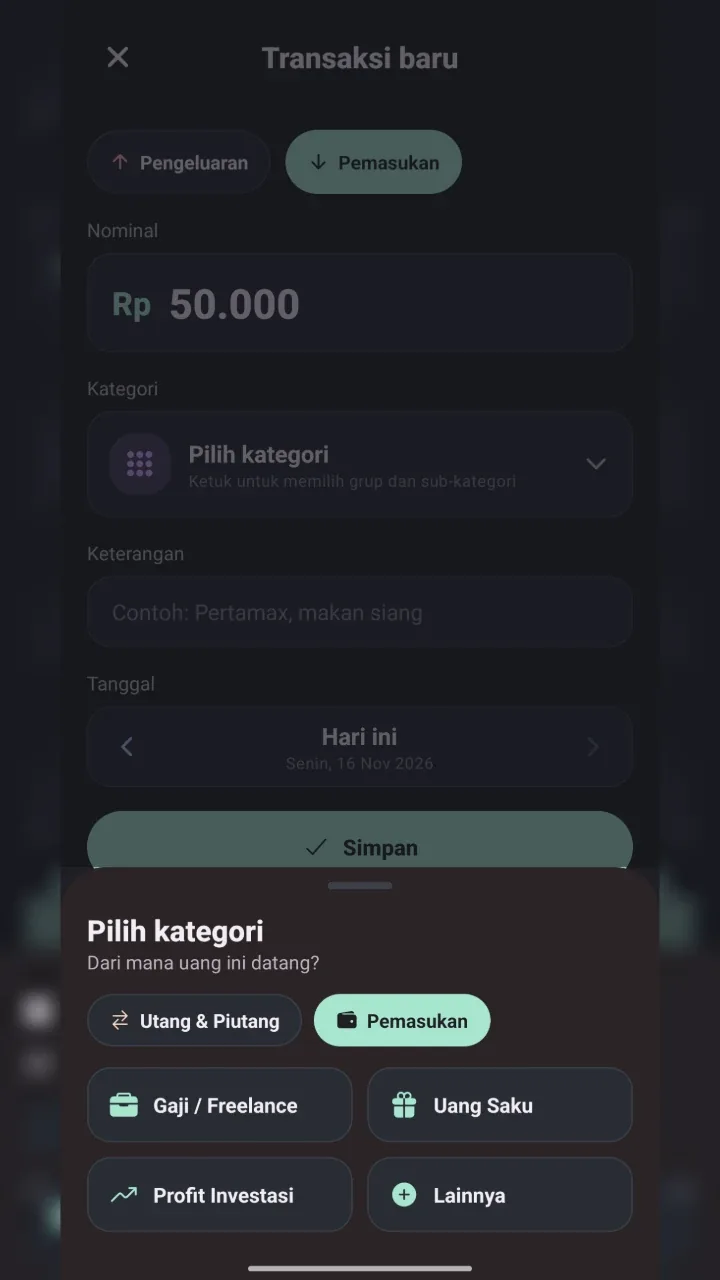 Transaksi baru
Pengeluaran
Pemasukan
Nominal
Rp 50.000
Kategori
Pilih kategori
Ketuk untuk memilih grup dan sub-kategori
Keterangan
Contoh: Pertamax, makan siang
Tanggal
Hari ini
Senin, 16 Nov 2026
Simpan
Pilih kategori
Dari mana uang ini datang?
Utang & Piutang
Pemasukan
Gaji / Freelance
Uang Saku
Profit Investasi
Lainnya